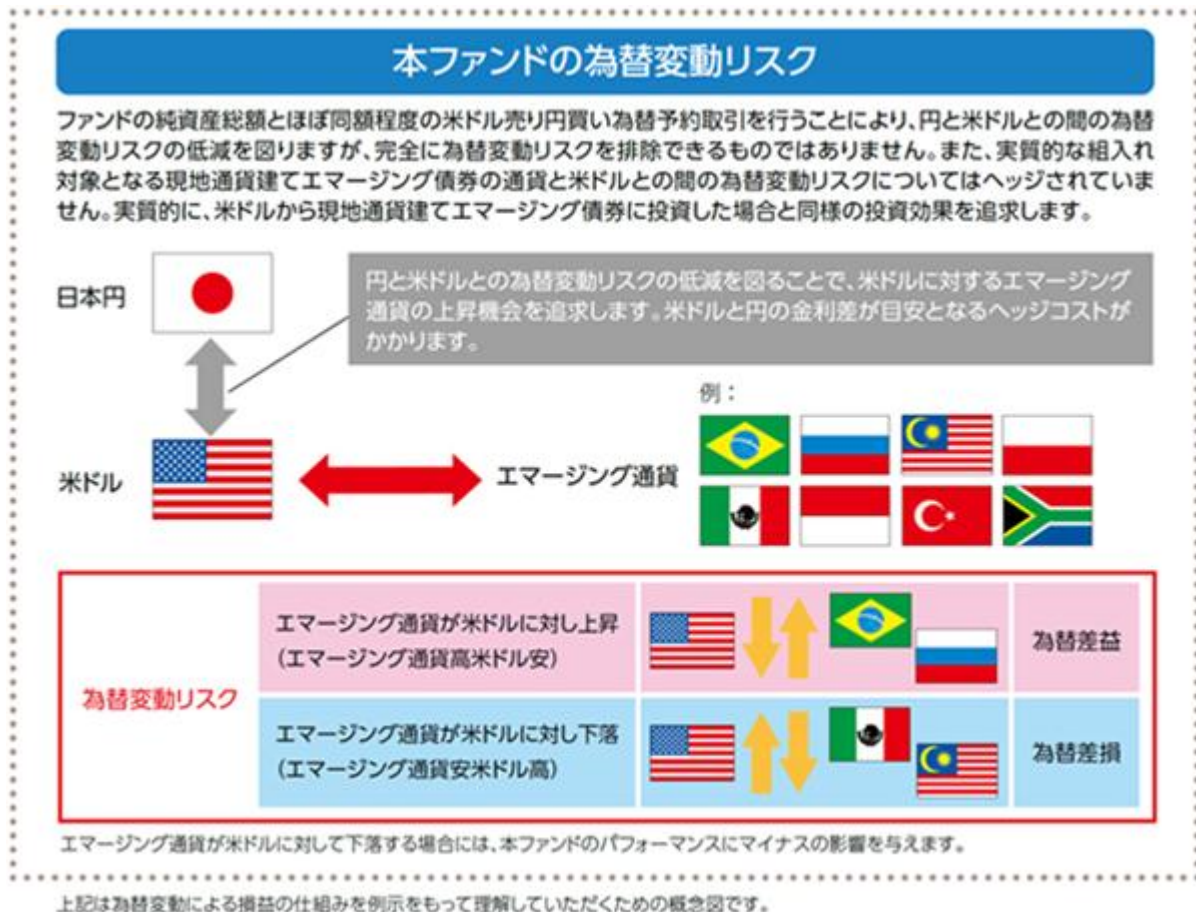 本ファンドの為替変動リスク
ファンドの純資産総額とほぼ同額程度の米ドル売り円買い為替予約取引を行うことにより、円と米ドルとの間の為替
変動リスクの低減を図りますが、完全に為替変動リスクを排除できるものではありません。また、実質的な組入れ
対象となる現地通貨建てエマージング債券の通貨と米ドルとの間の為替変動リスクについてはヘッジされていま
せん。実質的に、米ドルから現地通貨建てエマージング債券に投資した場合と同様の投資効果を追求します。
日本円
円と米ドルとの為替変動リスクの低減を図ることで、米ドルに対するエマージング
通貨の上昇機会を追求します。米ドルと円の金利差が目安となるヘッジコストが
かかります。
例：
米ドル
エマージング通貨
為替変動リスク
エマージング通貨が米ドルに対し上昇
（エマージング通貨高米ドル安）
為替差益
エマージング通貨が米ドルに対し下落
（エマージング通貨安米ドル高）
為替差損
エマージング通貨が米ドルに対して下落する場合には、本ファンドのパフォーマンスにマイナスの影響を与えます。
上記は為替変動による損益の仕組みを例示をもって理解していただくための概念図です。